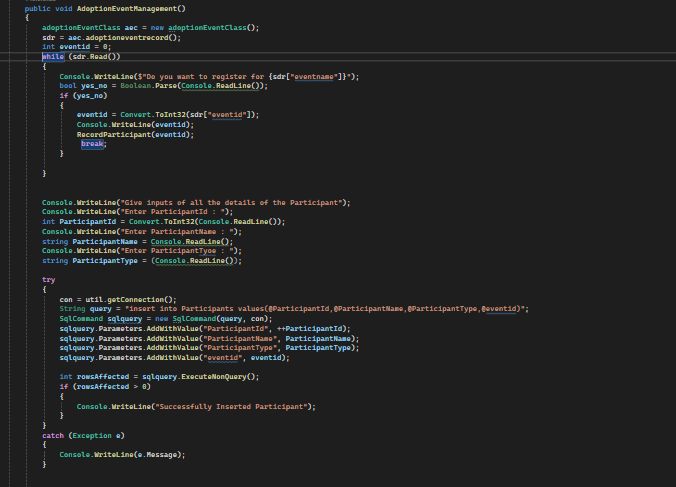 public void AdoptionEventManagement()
{
adoptionEventClass aec = new adoptionEventClass();
sdr = aec.adoptioneventrecord();
int eventid = 0;
while (sdr.Read())
{
Console.WriteLine($"Do you want to register for {sdr["eventname"]}");
bool yes_no = Boolean.Parse(Console.ReadLine());
if (yes_no)
{
eventid = Convert.ToInt32(sdr["eventid"]);
Console.WriteLine(eventid);
RecordParticipant(eventid);
break;
}
}
Console.WriteLine("Give inputs of all the details of the Participant");
Console.WriteLine("Enter ParticipantId : ");
int ParticipantId = Convert.ToInt32(Console.ReadLine());
Console.WriteLine("Enter ParticipantName : ");
string ParticipantName = Console.ReadLine();
Console.WriteLine("Enter ParticipantType : ");
string ParticipantType = (Console.ReadLine());
try
{
con = util.getConnection();
String query = "insert into Participants values(@ParticipantId,@ParticipantName,@ParticipantType,@eventid)";
SqlCommand sqlquery = new SqlCommand(query, con);
sqlquery.Parameters.AddWithValue("ParticipantId", ++ParticipantId);
sqlquery.Parameters.AddWithValue("ParticipantName", ParticipantName);
sqlquery.Parameters.AddWithValue("ParticipantType", ParticipantType);
sqlquery.Parameters.AddWithValue("eventid", eventid);
int rowsAffected = sqlquery.ExecuteNonQuery();
if (rowsAffected > 0)
{
Console.WriteLine("Successfully Inserted Participant");
}
}
catch (Exception e)
{
Console.WriteLine(e.Message);
}